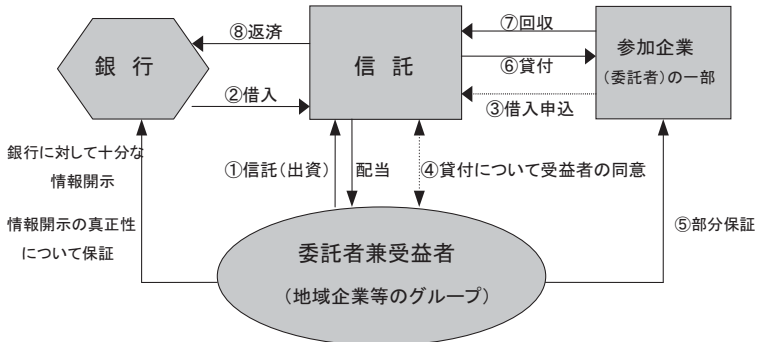 ⑧返済
⑦回収
銀 行
信 託
参加企業
(委託者)の一部
⑥貸付
②借入
③借入申込
銀行に対して十分な
情報開示
①信託(出資)
配当
④貸付について受益者の同意
情報開示の真正性
について保証
⑤部分保証
委託者兼受益者
(地域企業等のグループ)